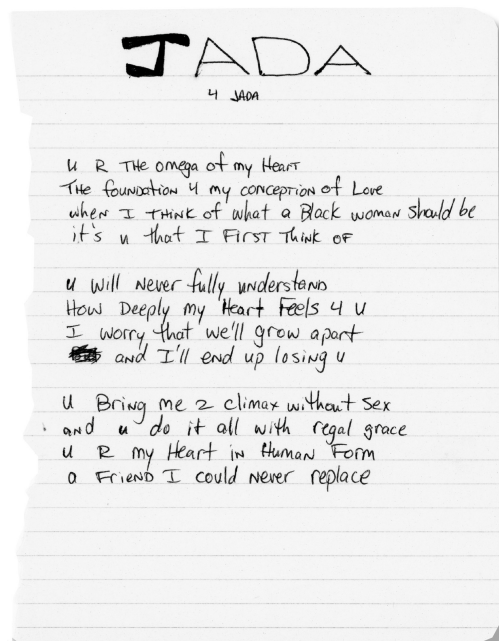 JADA
4 JADA
u R THE omega of my Heart
THE foundation 4 my conception of Love
when I THINK of what a Black woman should be
it's u that I FIRST THINK OF
u will never fully understand
How Deeply my Heart Feels 4 u
I worry that we'll grow apart
and I'll end up losing u
u Bring me 2 climax without sex
and u do it all with regal grace
u R my Heart in Human Form
a Friend I could never replace